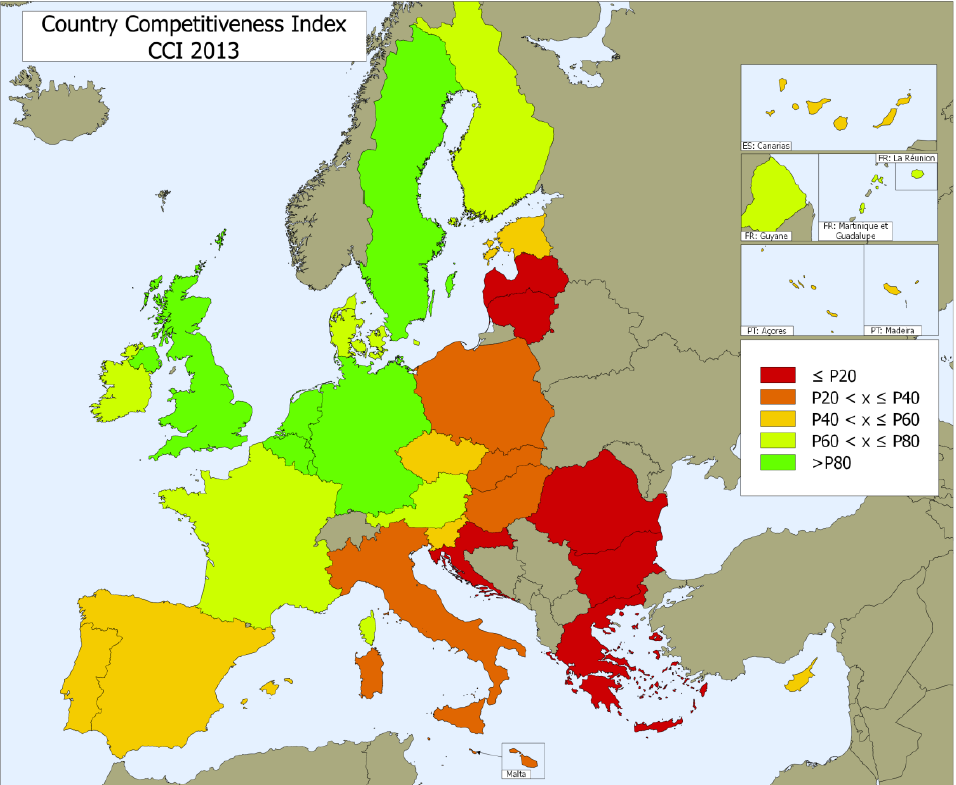 Country Competitiveness Index
CCI 2013
ES: Canarias
FR: La Réunion
FR: Guyane
FR: Martinique et
Guadalupe
PT: Açores
PT: Madeira
≤ P20
P20 < x ≤ P40
P40 < x ≤ P60
P60 < x ≤ P80
>P80
Malta